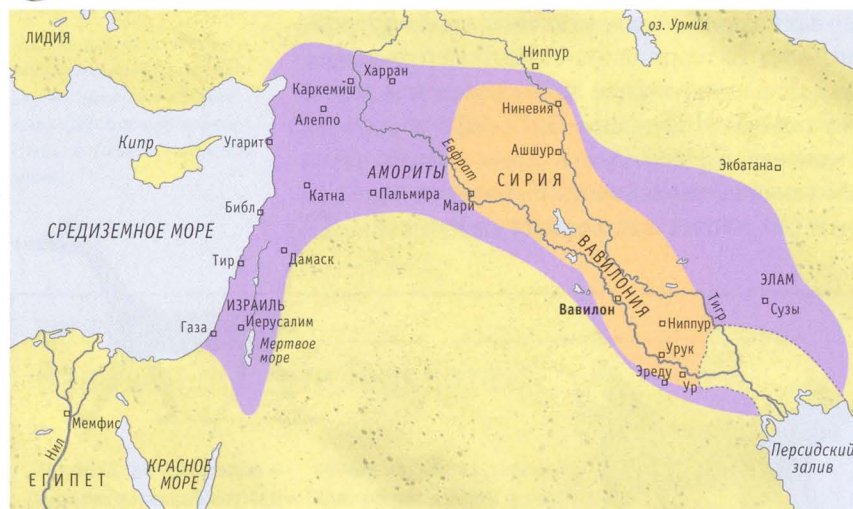 ЛИДИЯ
оз. Урмия
Ниппур
Харран
Каркемиш
Ниневия
Алеппо
Кипр
Угарит
Ашшур
Евфрат
АМОРИТЫ
Экбатана
СИРИЯ
Катна
Пальмира
Мари
Библ
СРЕДИЗЕМНОЕ МОРЕ
ВАВИЛОНИЯ
Тир
Дамаск
ЭЛАМ
Тигр
Сузы
ИЗРАИЛЬ
Вавилон
Газа
Иерусалим
Ниппур
Мертвое
море
Урук
Эреду
Ур
Мемфис
Нил
ЕГИПЕТ
КРАСНОЕ
МОРЕ
Персидский
залив